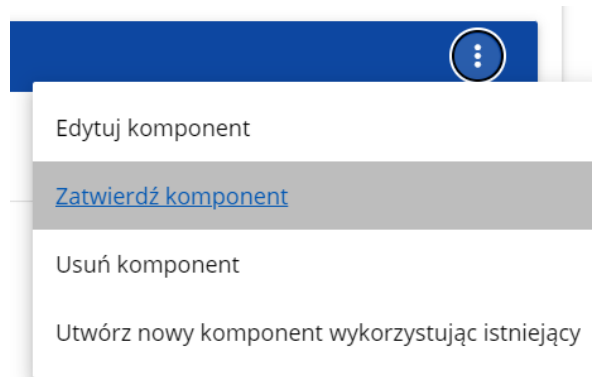 Edytuj komponent
Zatwierdź komponent
Usuń komponent
Utwórz nowy komponent wykorzystując istniejący